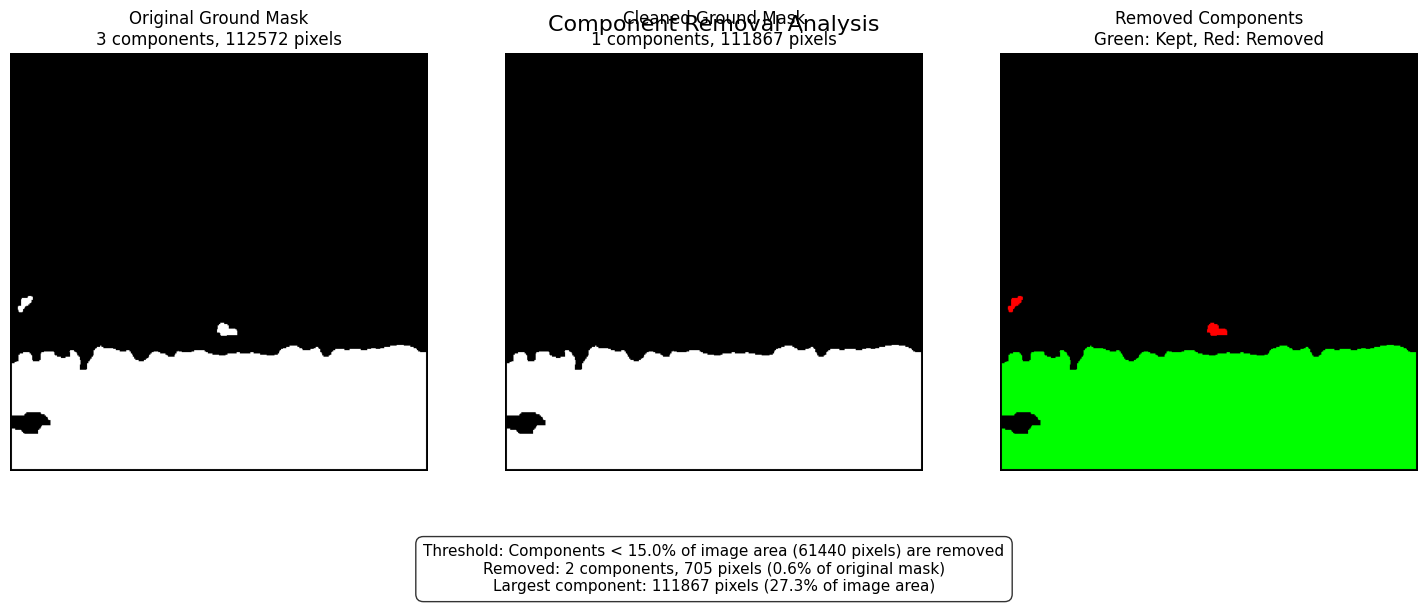 Component Removal Analysis
Original Ground Mask
3 components, 112572 pixels
Cleaned Ground Mask
1 components, 111867 pixels
Removed Components
Green: Kept, Red: Removed
Threshold: Components < 15.0% of image area (61440 pixels) are removed
Removed: 2 components, 705 pixels (0.6% of original mask)
Largest component: 111867 pixels (27.3% of image area)